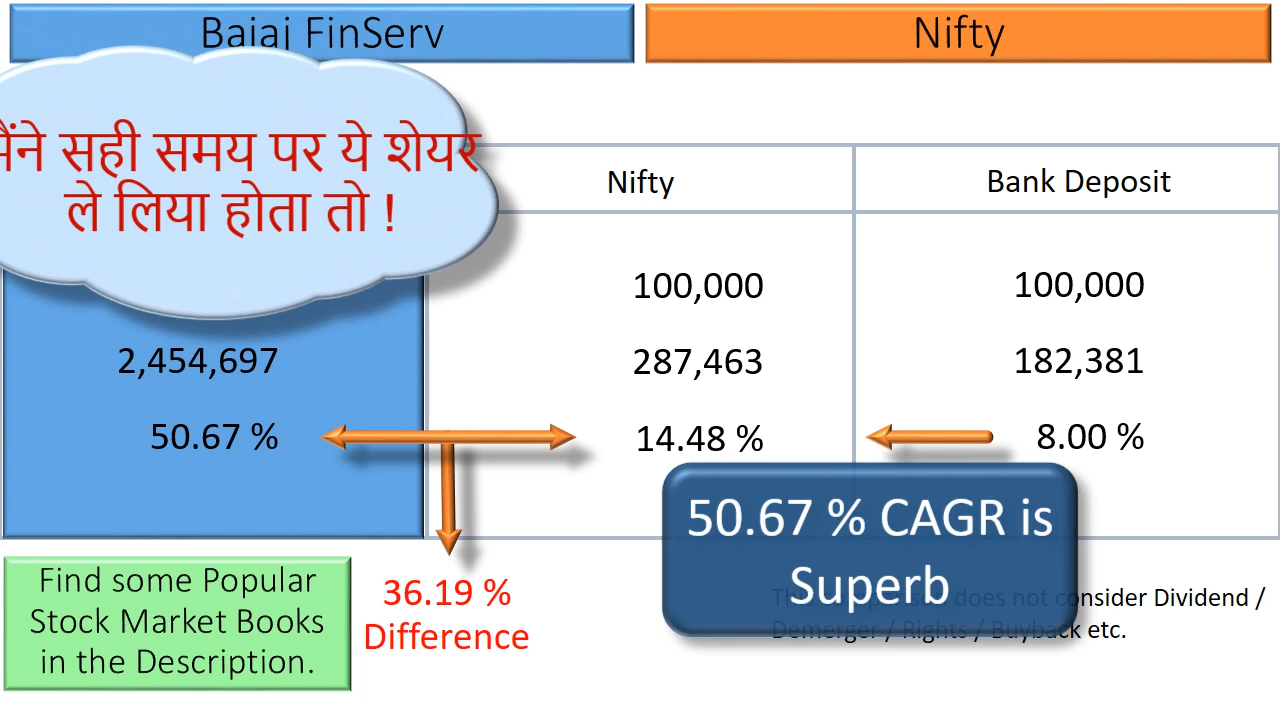 Bajaj FinServ
Nifty
मैंने सही समय पर ये शेयर
ले लिया होता तो !
Nifty
Bank Deposit
100,000
100,000
2,454,697
287,463
182,381
50.67 %
14.48 %
8.00 %
50.67 % CAGR is
Superb
Find some Popular
Stock Market Books
in the Description.
36.19 %
Difference
does not consider Dividend /
Demerger / Rights / Buyback etc.